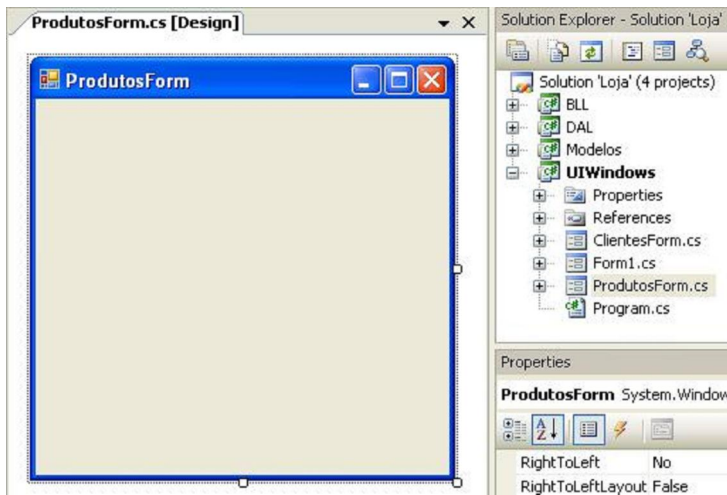 ProdutosForm.cs [Design]
ProdutosForm
Solution Explorer - Solution 'Loja'
Solution 'Loja' (4 projects)
BLL
DAL
Modelos
UIWindows
Properties
References
ClientesForm.cs
Form1.cs
ProdutosForm.cs
Program.cs
Properties
ProdutosForm System.Window
RightToLeft No
RightToLeftLayout False